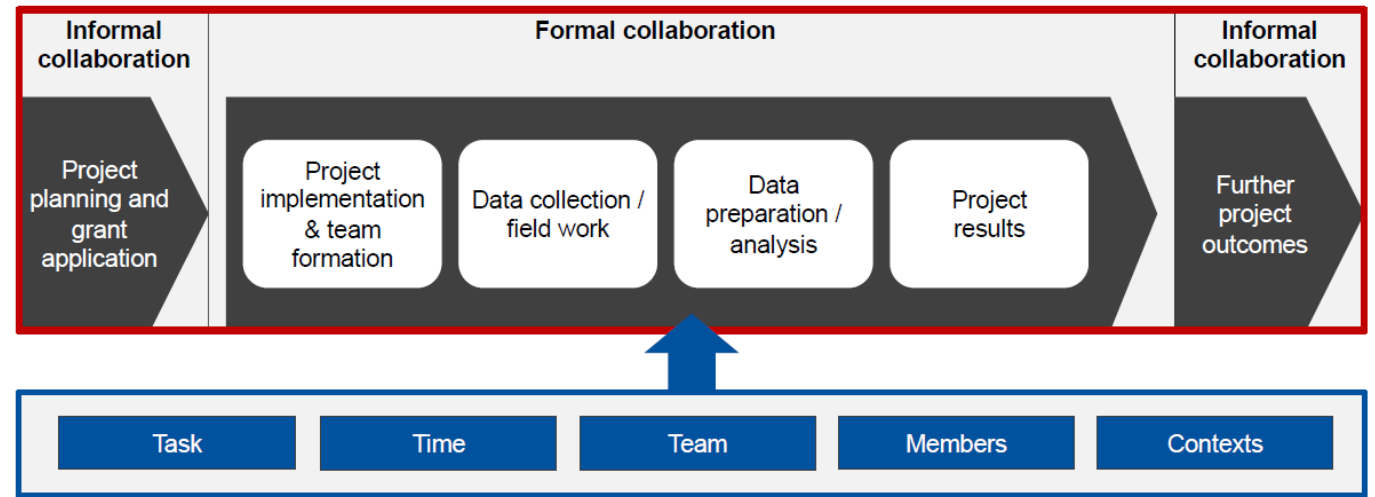 Informal
collaboration
Formal collaboration
Informal
collaboration
Project
planning and
grant
application
Project
implementation
& team
formation
Data collection /
field work
Data
preparation /
analysis
Project
results
Further
project
outcomes
Task
Time
Team
Members
Contexts